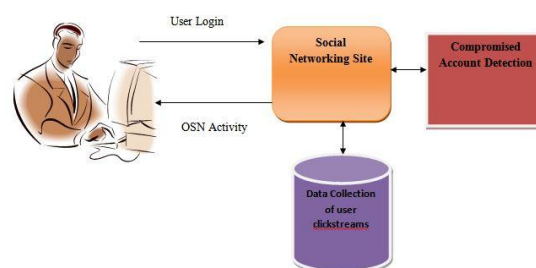 User Login
Social
Networking Site
Compromised
Account Detection
OSN Activity
Data Collection
of user
clickstreams